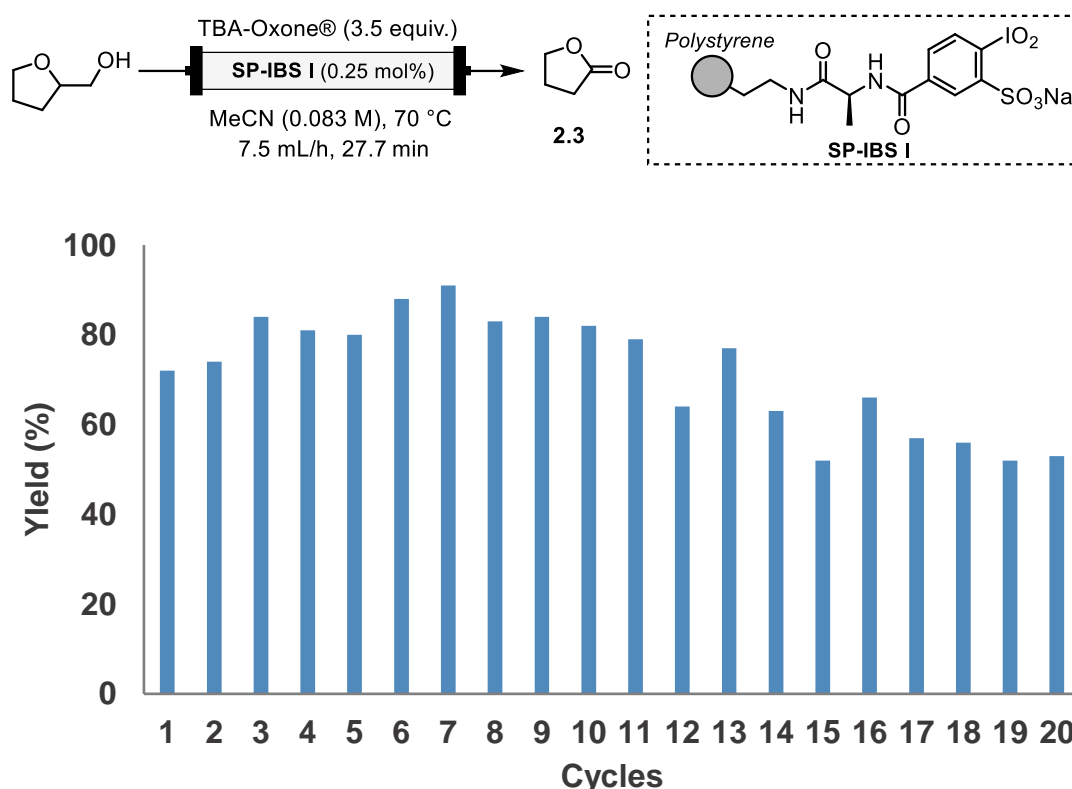 TBA-Oxone® (3.5 equiv.)
SP-IBS I (0.25 mol%)
MeCN (0.083 M), 70 °C
7.5 mL/h, 27.7 min
O
OH
O
O
2.3
Polystyrene
O
N
H
H
N
O
IO2
SO3Na
SP-IBS I
100
80
60
40
20
0
Yield (%)
1 2 3 4 5 6 7 8 9 10 11 12 13 14 15 16 17 18 19 20
Cycles